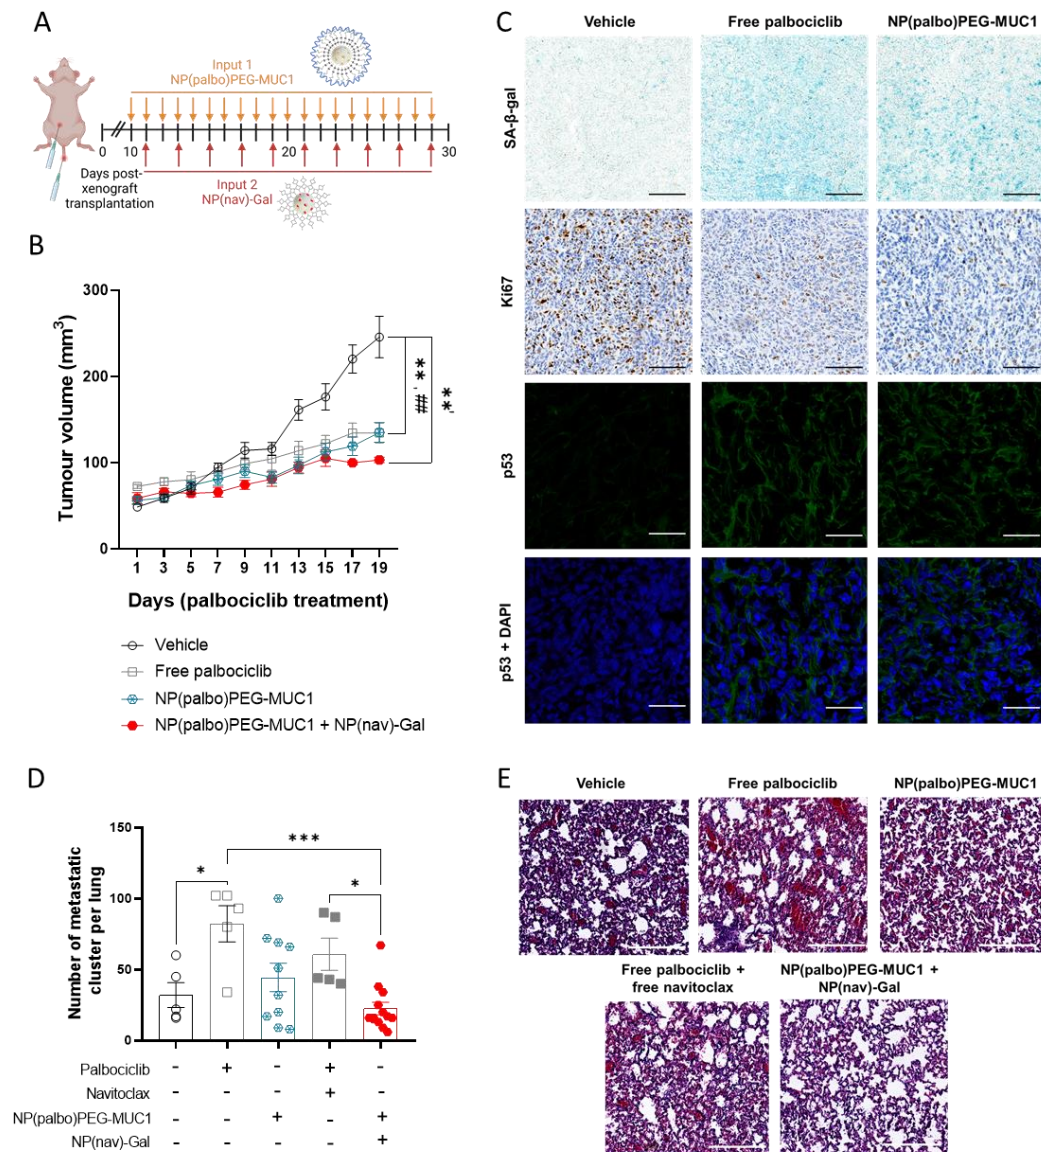 A
Input 1
NP(palbo)PEG-MUC1
0
10
20
30
Days post-
xenograft
transplantation
Input 2
NP(nav)-Gal
B
Tumour volume (mm³)
300
200
100
0
1 3 5 7 9 11 13 15 17 19
Days (palbociclib treatment)
**, ##
**,
Vehicle
Free palbociclib
NP(palbo)PEG-MUC1
NP(palbo)PEG-MUC1 + NP(nav)-Gal
C
Vehicle
Free palbociclib
NP(palbo)PEG-MUC1
SA-β-gal
Ki67
p53
p53 + DAPI
D
Number of metastatic
cluster per lung
150
100
50
0
*
***
*
Palbociclib - + - + -
Navitoclax - - - + -
NP(palbo)PEG-MUC1 - - + - +
NP(nav)-Gal - - - - +
E
Vehicle
Free palbociclib
NP(palbo)PEG-MUC1
Free palbociclib +
free navitoclax
NP(palbo)PEG-MUC1 +
NP(nav)-Gal